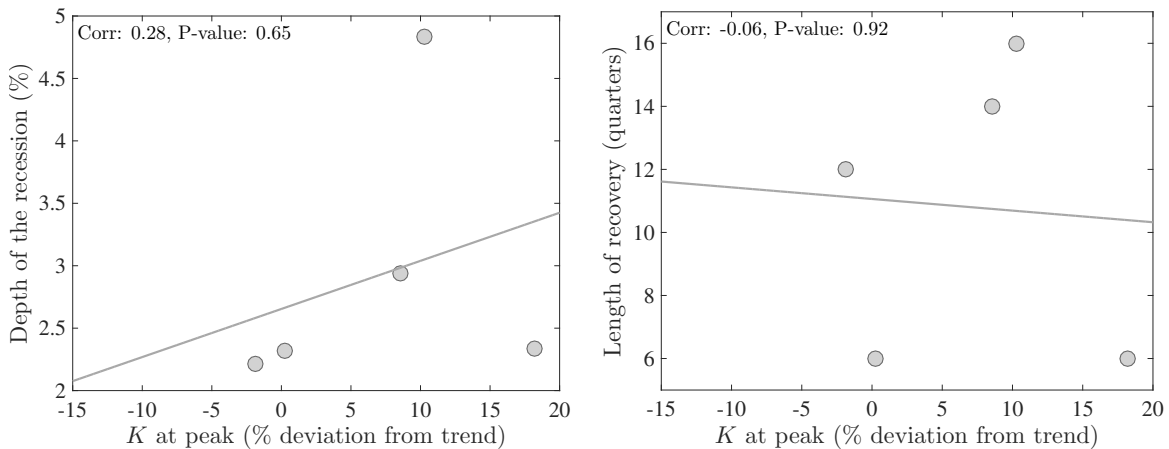 Corr: 0.28, P-value: 0.65
Depth of the recession (%)
5
4.5
4
3.5
3
2.5
2
-15 -10 -5 0 5 10 15 20
K at peak (% deviation from trend)
Corr: -0.06, P-value: 0.92
Length of recovery (quarters)
16
14
12
10
8
6
-15 -10 -5 0 5 10 15 20
K at peak (% deviation from trend)